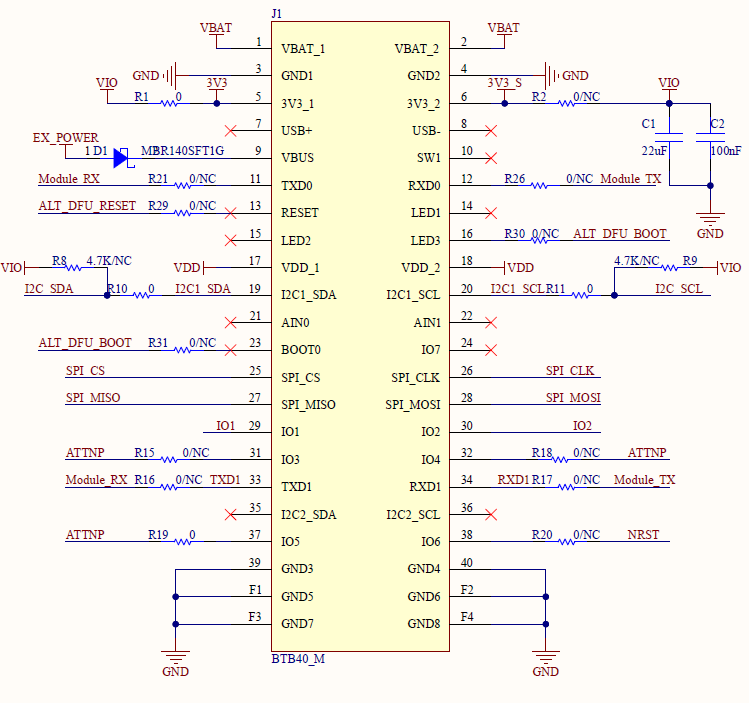 J1
VBAT 1 VBAT_1 VBAT_2 2 VBAT
GND 3 GND1 GND2 4 GND
VIO R1 0 3V3 5 3V3_1 3V3_2 6 3V3_S R2 0/NC VIO
7 USB+ USB- 8 C1 C2
EX_POWER 1 D1 MBR140SFT1G 9 VBUS SW1 10 22uF 100nF
Module_RX R21 0/NC 11 TXD0 RXD0 12 R26 0/NC Module_TX
ALT_DFU_RESET R29 0/NC 13 RESET LED1 14 GND
15 LED2 LED3 16 R30 0/NC ALT_DFU_BOOT
VIO R8 4.7K/NC VDD 17 VDD_1 VDD_2 18 VDD 4.7K/NC R9 VIO
I2C_SDA R10 0 I2C1_SDA 19 I2C1_SDA I2C1_SCL 20 I2C1_SCL R11 0 I2C_SCL
21 AIN0 AIN1 22
ALT_DFU_BOOT R31 0/NC 23 BOOT0 IO7 24
SPI_CS 25 SPI_CS SPI_CLK 26 SPI_CLK
SPI_MISO 27 SPI_MISO SPI_MOSI 28 SPI_MOSI
IO1 29 IO1 IO2 30 IO2
ATTNP R15 0/NC 31 IO3 IO4 32 R18 0/NC ATTNP
Module_RX R16 0/NC TXD1 33 TXD1 RXD1 34 RXD1 R17 0/NC Module_TX
35 I2C2_SDA I2C2_SCL 36
ATTNP R19 0 37 IO5 IO6 38 R20 0/NC NRST
39 GND3 GND4 40
F1 GND5 GND6 F2
F3 GND7 GND8 F4
GND BTB40_M GND